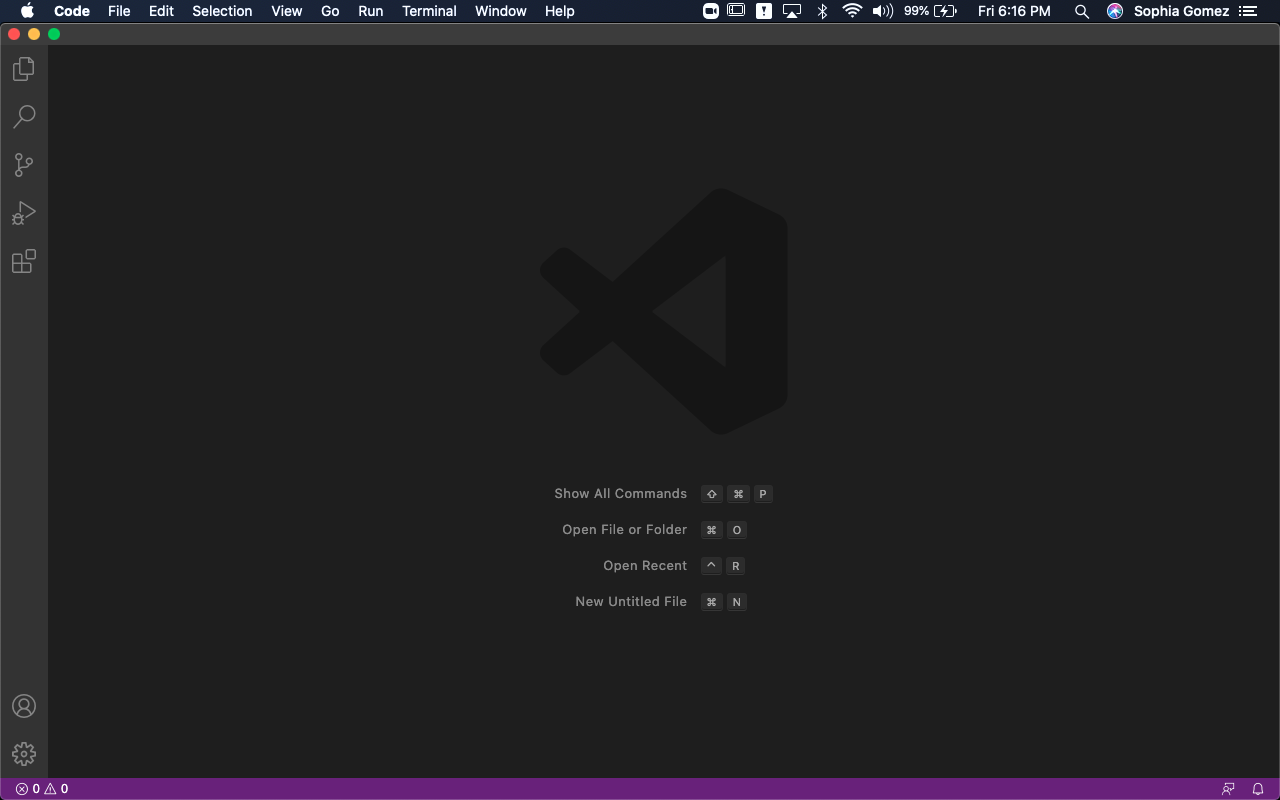 Code File Edit Selection View Go Run Terminal Window Help 99% Fri 6:16 PM Sophia Gomez
Show All Commands ⇧ ⌘ P
Open File or Folder ⌘ O
Open Recent ^ R
New Untitled File ⌘ N
0 0